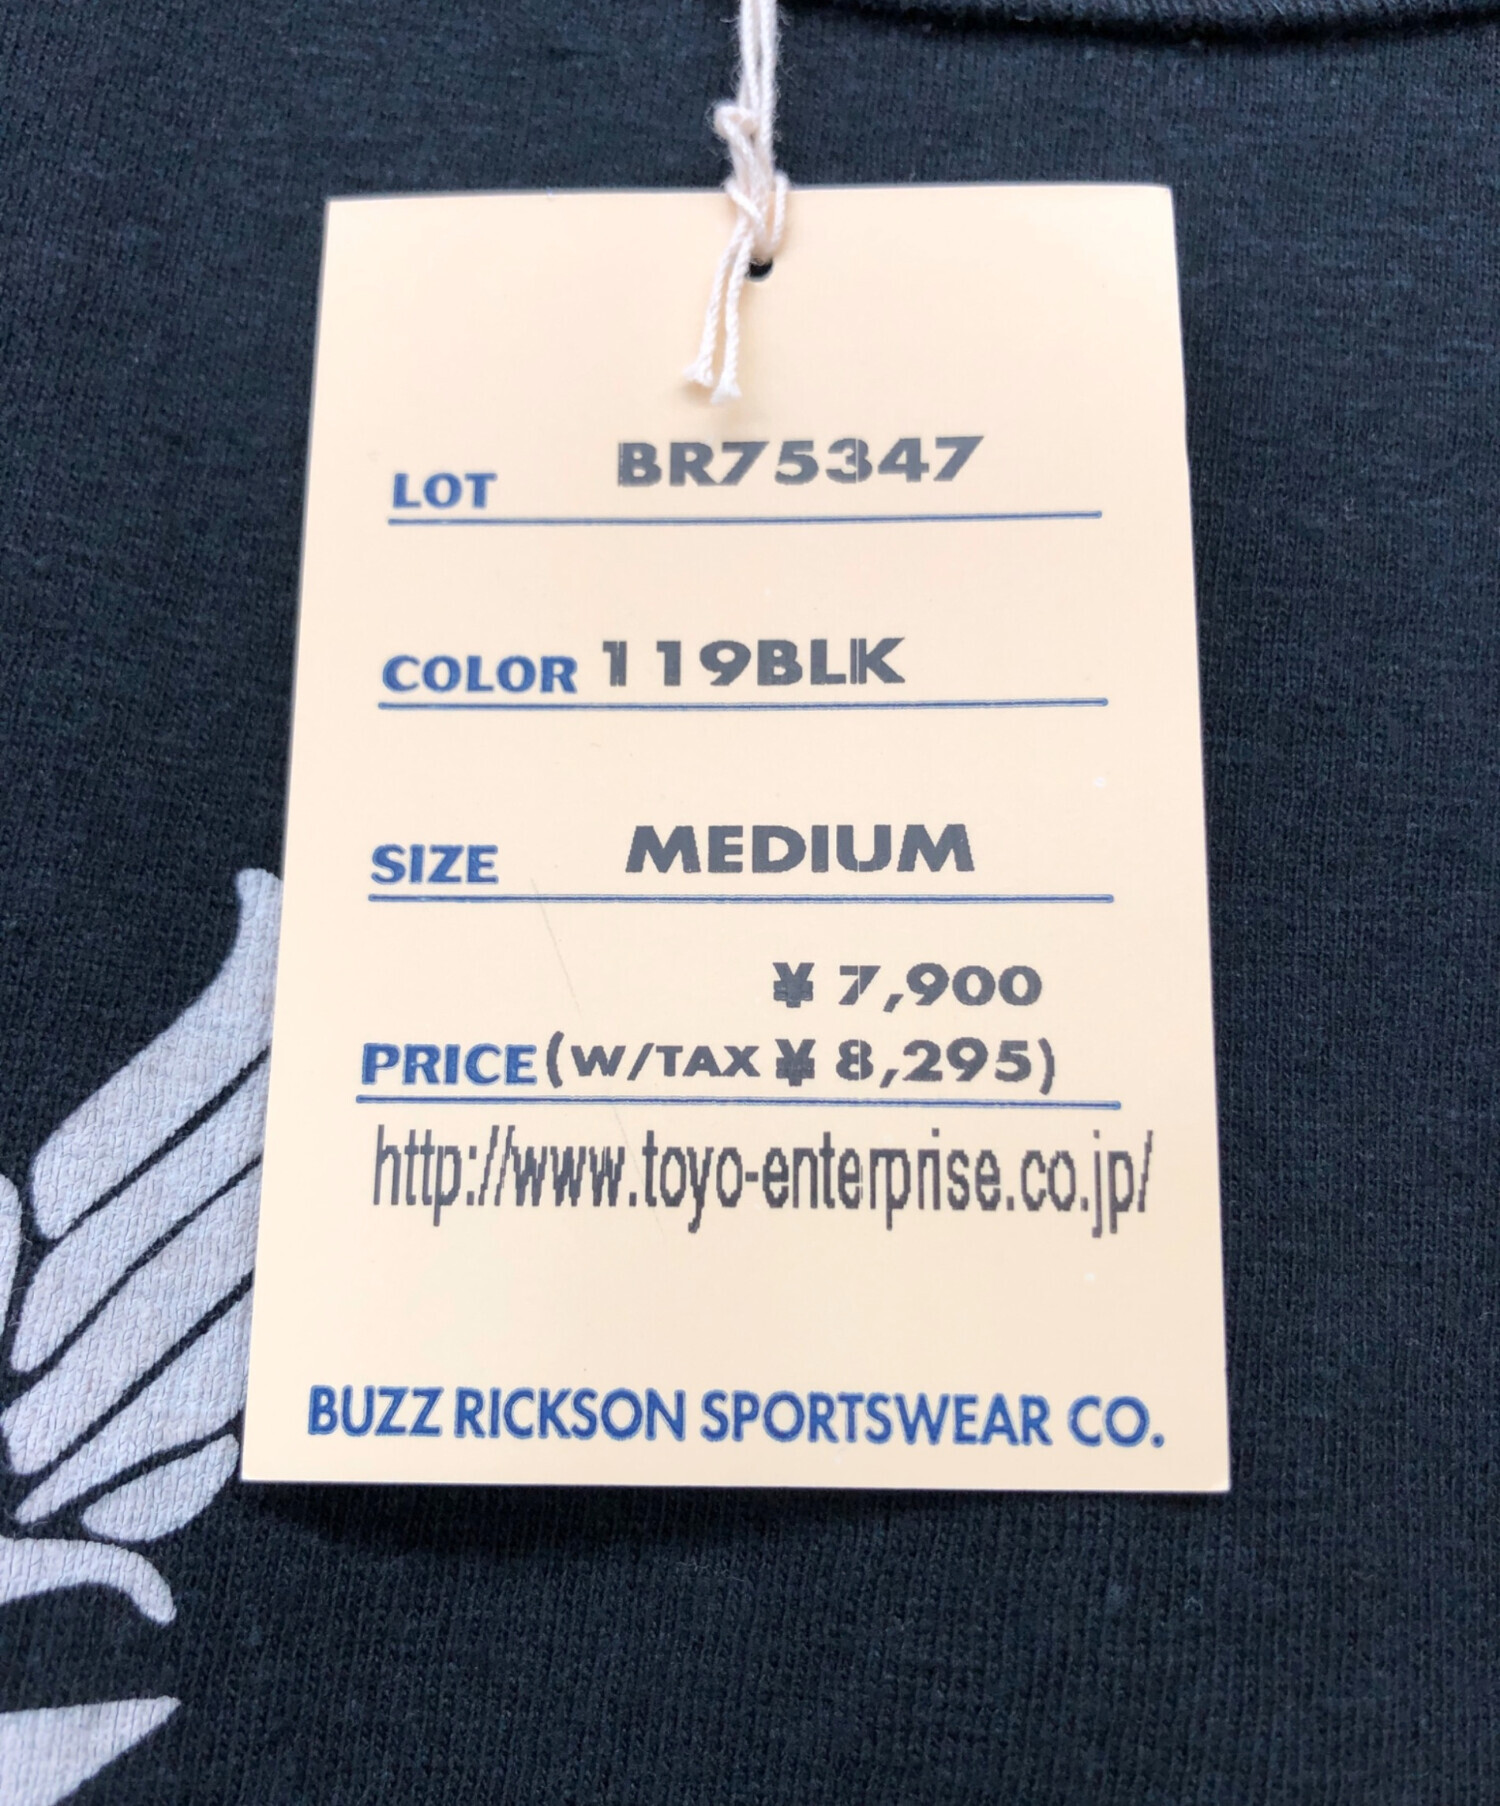 LOT BR75347
COLOR 119BLK
SIZE MEDIUM
¥ 7,900
PRICE (W/TAX ¥ 8,295)
http://www.toyo-enterprise.co.jp/
BUZZ RICKSON SPORTSWEAR CO.